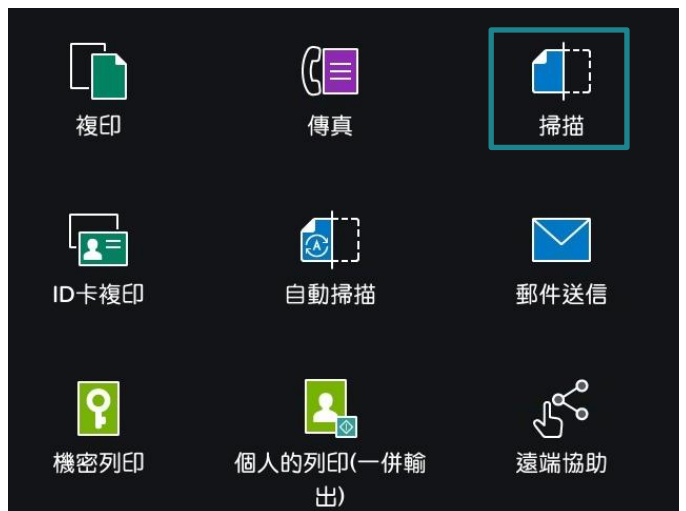 複印
傳真
掃描
ID卡複印
自動掃描
郵件送信
機密列印
個人的列印(一併輸
出)
遠端協助